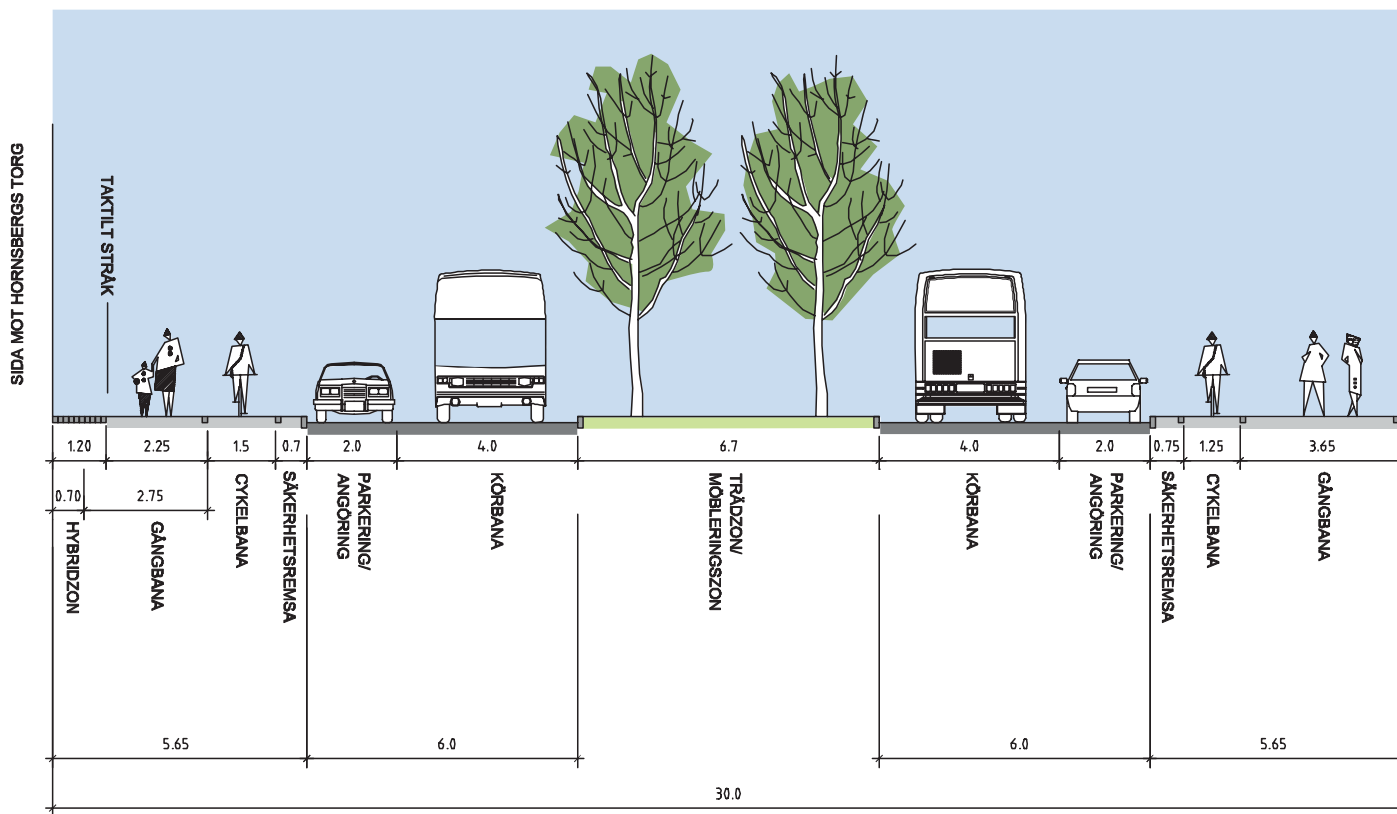 SIDA MOT HORNSBERGS TORG
TAKTILT STRÅK
1.20
2.25
1.5
0.7
2.0
4.0
6.7
4.0
2.0
0.75
1.25
3.65
0.70
2.75
HYBRIDZON
GÅNGBANA
CYKELBANA
SÄKERHETSREMSA
PARKERING/
ANGÖRING
KÖRBANA
TRÄDZON/
MÖBLERINGSZON
KÖRBANA
PARKERING/
ANGÖRING
SÄKERHETSREMSA
CYKELBANA
GÅNGBANA
5.65
6.0
6.0
5.65
30.0